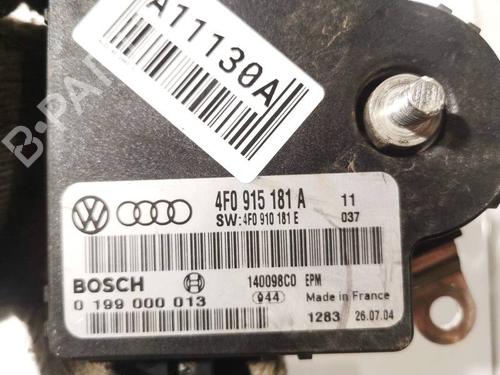 A11130A
B-PARTS
4F0 915 181 A 11
SW: 4F0 910 181 E 037
BOSCH 140098C0 EPM
0 199 000 013 044 Made in France
1283 26.07.04